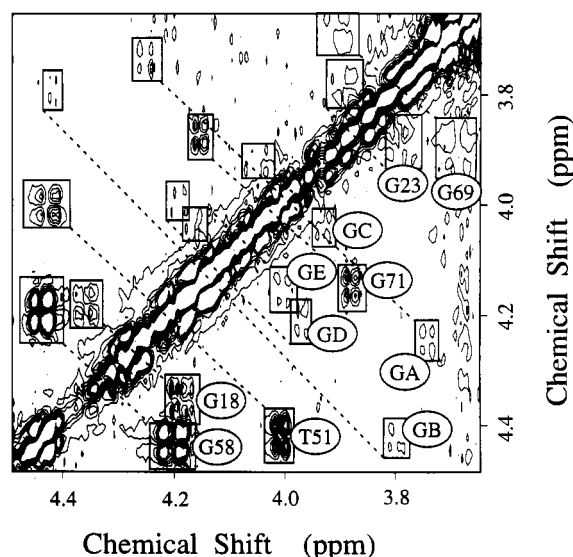 3.8
G23
G69
4.0
GC
GE
G71
4.2
GD
GA
G18
GB
4.4
G58
T51
4.4
4.2
4.0
3.8
Chemical Shift (ppm)
Chemical Shift (ppm)